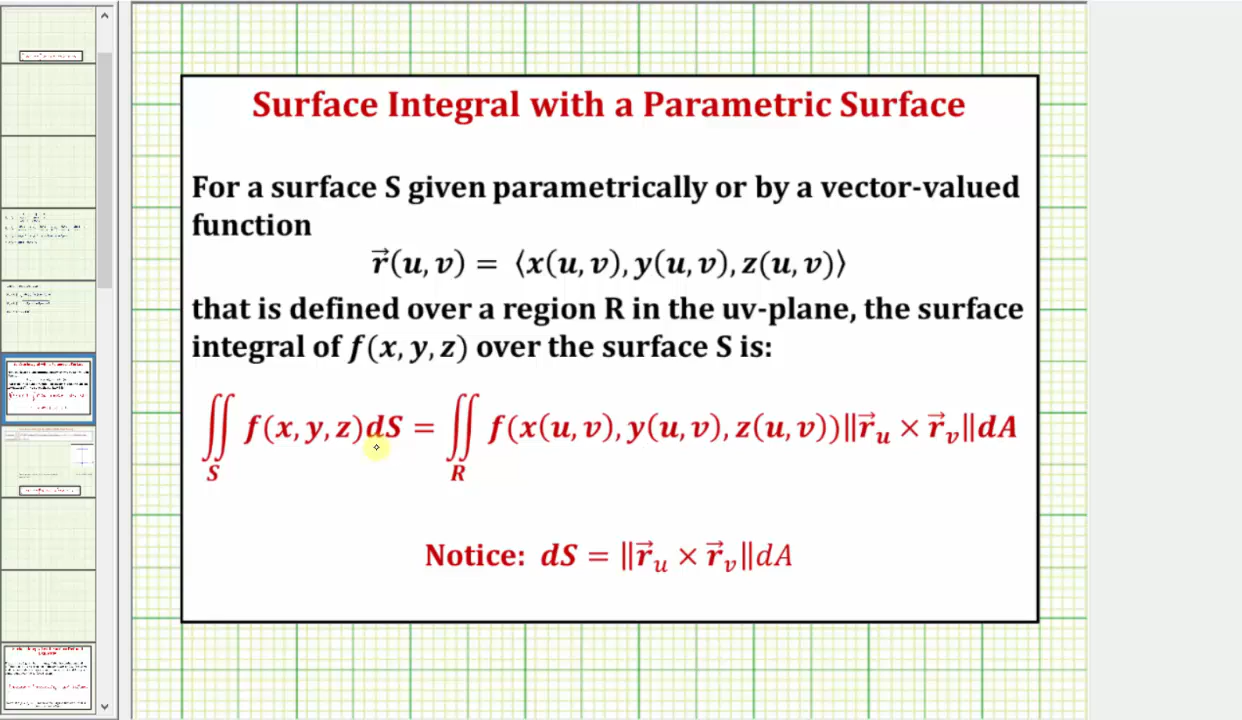 Surface Integral with a Parametric Surface
For a surface S given parametrically or by a vector-valued
function
r⃗(u, v) = ⟨x(u, v), y(u, v), z(u, v)⟩
that is defined over a region R in the uv-plane, the surface
integral of f(x, y, z) over the surface S is:
∬_S f(x, y, z)dS = ∬_R f(x(u, v), y(u, v), z(u, v))‖r⃗_u × r⃗_v‖dA
Notice: dS = ‖r⃗_u × r⃗_v‖dA